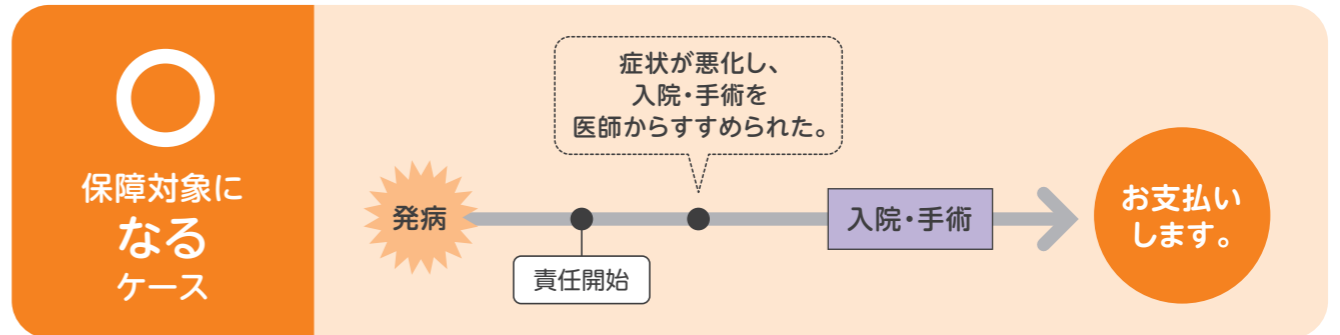 保障対象に
なる
ケース
症状が悪化し、
入院・手術を
医師からすすめられた。
発病
責任開始
入院・手術
お支払い
します。